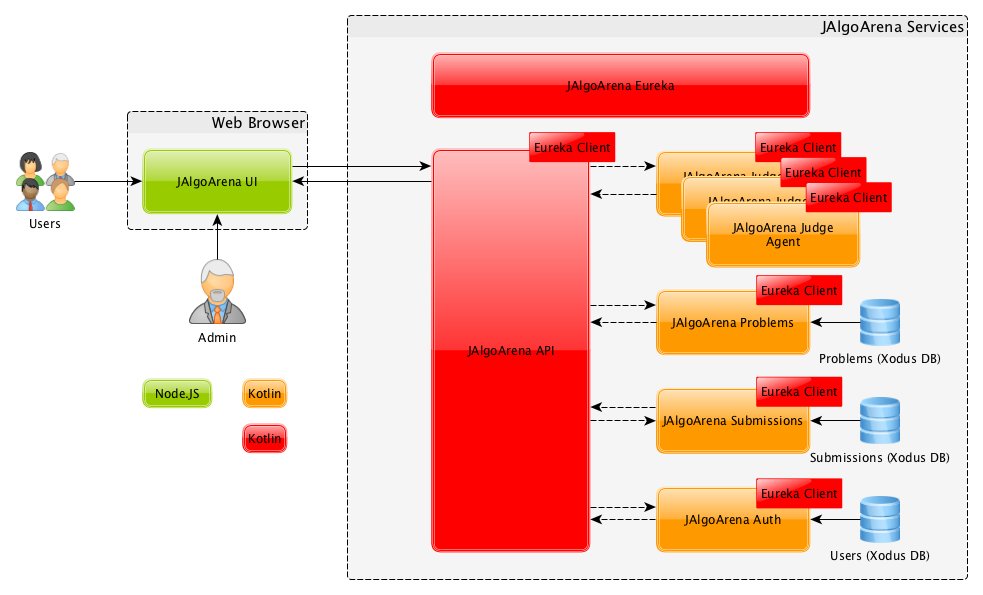 JAlgoArena Services
JAlgoArena Eureka
Web Browser
JAlgoArena UI
Users
Admin
Node.JS
Kotlin
Kotlin
Eureka Client
JAlgoArena API
Eureka Client
JAlgoArena Judge
Eureka Client
JAlgoArena Judge
Eureka Client
JAlgoArena Judge
Agent
Eureka Client
JAlgoArena Problems
Problems (Xodus DB)
Eureka Client
JAlgoArena Submissions
Submissions (Xodus DB)
Eureka Client
JAlgoArena Auth
Users (Xodus DB)